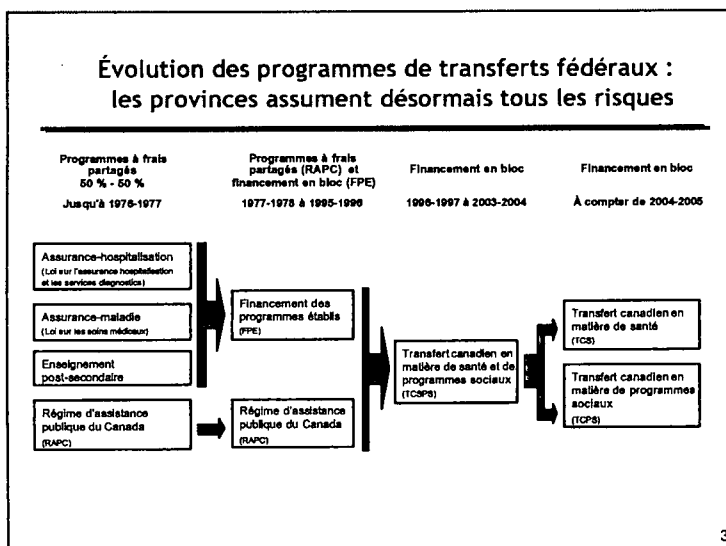 Évolution des programmes de transferts fédéraux :
les provinces assument désormais tous les risques
Programmes à frais
partagés
50 % - 50 %
Jusqu'à 1976-1977
Programmes à frais
partagés (RAPC) et
financement en bloc (FPE)
1977-1978 à 1995-1996
Financement en bloc
1996-1997 à 2003-2004
Financement en bloc
À compter de 2004-2005
Assurance-hospitalisation
(Loi sur l'assurance hospitalisation
et les services diagnostics)
Assurance-maladie
(Loi sur les soins médicaux)
Enseignement
post-secondaire
Régime d'assistance
publique du Canada
(RAPC)
Financement des
programmes établis
(FPE)
Régime d'assistance
publique du Canada
(RAPC)
Transfert canadien en
matière de santé et de
programmes sociaux
(TCSPS)
Transfert canadien en
matière de santé
(TCS)
Transfert canadien en
matière de programmes
sociaux
(TCPS)
3